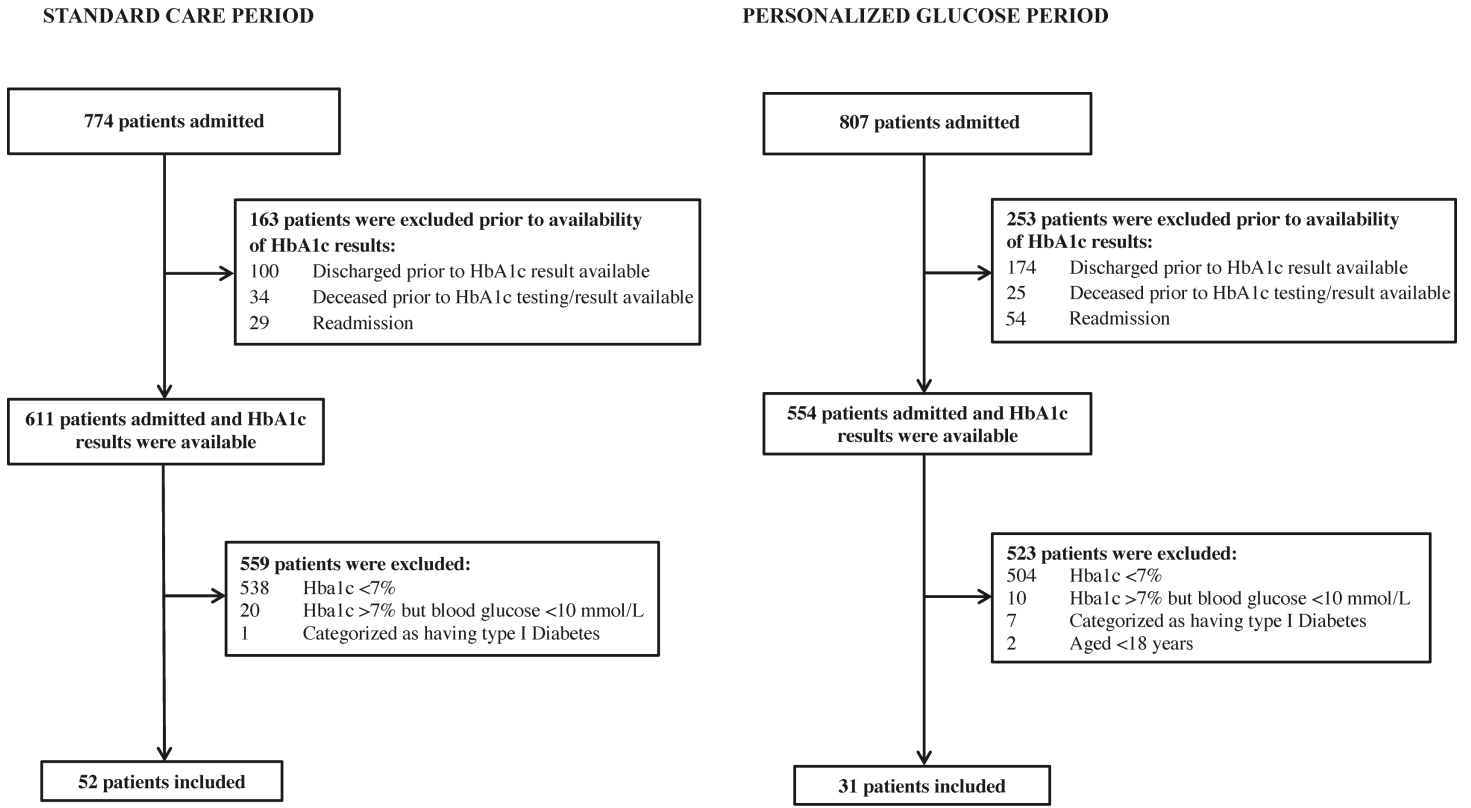 STANDARD CARE PERIOD
774 patients admitted
163 patients were excluded prior to availability
of HbA1c results:
100 Discharged prior to HbA1c result available
34 Deceased prior to HbA1c testing/result available
29 Readmission
611 patients admitted and HbA1c
results were available
559 patients were excluded:
538 Hba1c <7%
20 Hba1c >7% but blood glucose <10 mmol/L
1 Categorized as having type I Diabetes
52 patients included
PERSONALIZED GLUCOSE PERIOD
807 patients admitted
253 patients were excluded prior to availability
of HbA1c results:
174 Discharged prior to HbA1c result available
25 Deceased prior to HbA1c testing/result available
54 Readmission
554 patients admitted and HbA1c
results were available
523 patients were excluded:
504 Hba1c <7%
10 Hba1c >7% but blood glucose <10 mmol/L
7 Categorized as having type I Diabetes
2 Aged <18 years
31 patients included